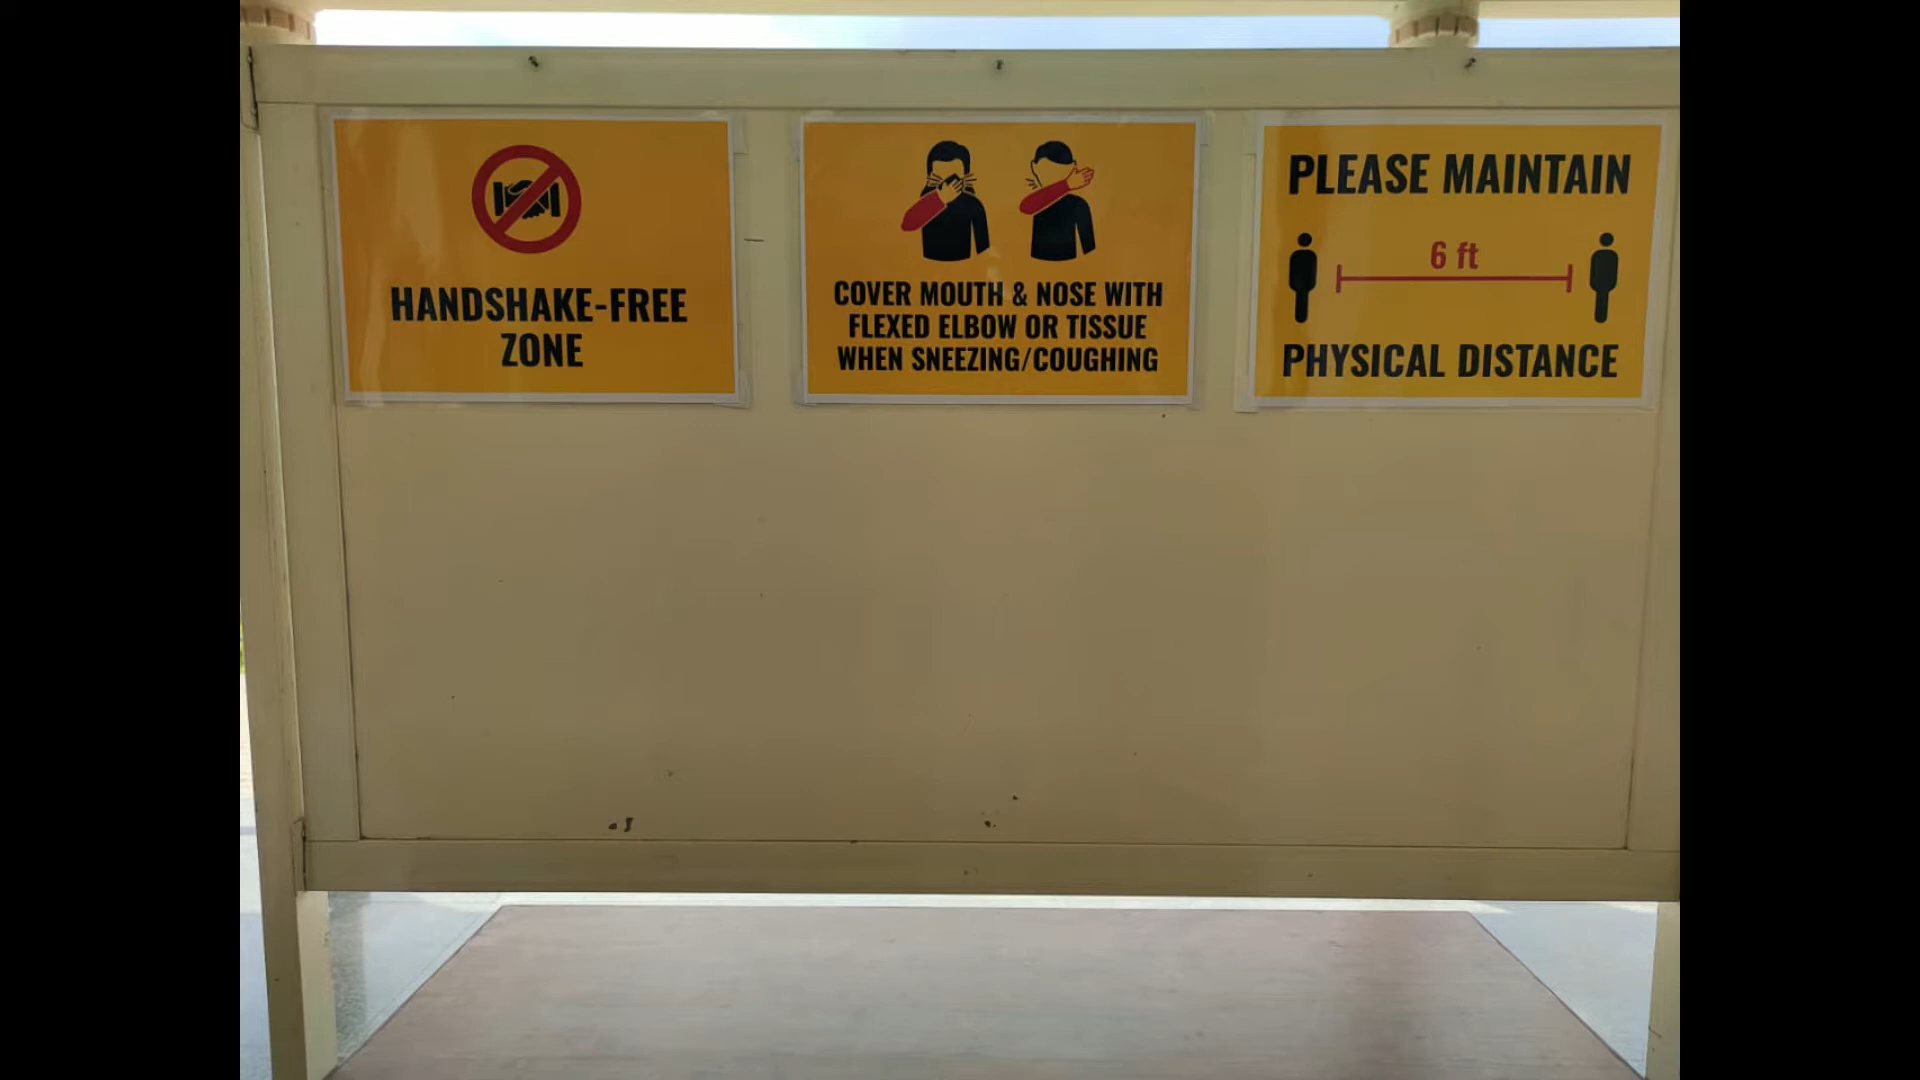 HANDSHAKE-FREE
ZONE
COVER MOUTH & NOSE WITH
FLEXED ELBOW OR TISSUE
WHEN SNEEZING/COUGHING
PLEASE MAINTAIN
6 ft
PHYSICAL DISTANCE